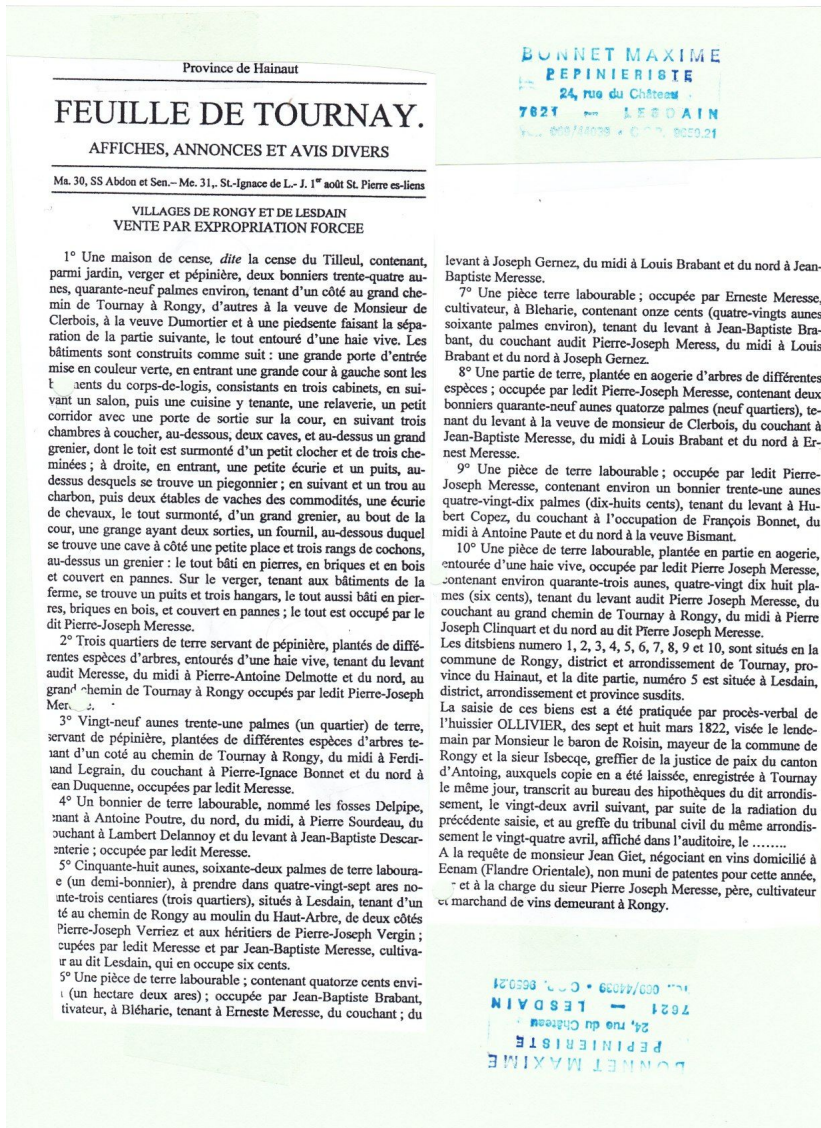 Province de Hainaut
FEUILLE DE TOURNAY.
AFFICHES, ANNONCES ET AVIS DIVERS
Ma. 30, SS Abdon et Sen.– Me. 31,. St.-Ignace de L.- J. 1er août St. Pierre es-liens
VILLAGES DE RONGY ET DE LESDAIN
VENTE PAR EXPROPRIATION FORCEE
1° Une maison de cense, dite la cense du Tilleul, contenant,
parmi jardin, verger et pépinière, deux bonniers trente-quatre au-
nes, quarante-neuf palmes environ, tenant d'un côté au grand che-
min de Tournay à Rongy, d'autres à la veuve de Monsieur de
Clerbois, à la veuve Dumortier et à une piedsente faisant la sépa-
ration de la partie suivante, le tout entouré d'une haie vive. Les
bâtiments sont construits comme suit : une grande porte d'entrée
mise en couleur verte, en entrant une grande cour à gauche sont les
b nents du corps-de-logis, consistants en trois cabinets, en sui-
vant un salon, puis une cuisine y tenante, une relaverie, un petit
corridor avec une porte de sortie sur la cour, en suivant trois
chambres à coucher, au-dessous, deux caves, et au-dessus un grand
grenier, dont le toit est surmonté d'un petit clocher et de trois che-
minées ; à droite, en entrant, une petite écurie et un puits, au-
dessus desquels se trouve un piegonnier ; en suivant et un trou au
charbon, puis deux étables de vaches des commodités, une écurie
de chevaux, le tout surmonté, d'un grand grenier, au bout de la
cour, une grange ayant deux sorties, un fournil, au-dessous duquel
se trouve une cave à côté une petite place et trois rangs de cochons,
au-dessus un grenier : le tout bâti en pierres, en briques et en bois
et couvert en pannes. Sur le verger, tenant aux bâtiments de la
ferme, se trouve un puits et trois hangars, le tout aussi bâti en pier-
res, briques en bois, et couvert en pannes ; le tout est occupé par le
dit Pierre-Joseph Meresse.
2° Trois quartiers de terre servant de pépinière, plantés de diffé-
rentes espèces d'arbres, entourés d'une haie vive, tenant du levant
audit Meresse, du midi à Pierre-Antoine Delmotte et du nord, au
grand chemin de Tournay à Rongy occupés par ledit Pierre-Joseph
Mer e.
3° Vingt-neuf aunes trente-une palmes (un quartier) de terre,
servant de pépinière, plantées de différentes espèces d'arbres te-
nant d'un coté au chemin de Tournay à Rongy, du midi à Ferdi-
nand Legrain, du couchant à Pierre-Ignace Bonnet et du nord à
ean Duquenne, occupées par ledit Meresse.
4° Un bonnier de terre labourable, nommé les fosses Delpipe,
enant à Antoine Poutre, du nord, du midi, à Pierre Sourdeau, du
ouchant à Lambert Delannoy et du levant à Jean-Baptiste Descar-
enterie ; occupée par ledit Meresse.
5° Cinquante-huit aunes, soixante-deux palmes de terre laboura-
e (un demi-bonnier), à prendre dans quatre-vingt-sept ares no-
nte-trois centiares (trois quartiers), situés à Lesdain, tenant d'un
té au chemin de Rongy au moulin du Haut-Arbre, de deux côtés
Pierre-Joseph Verriez et aux héritiers de Pierre-Joseph Vergin ;
cupées par ledit Meresse et par Jean-Baptiste Meresse, cultiva-
ur au dit Lesdain, qui en occupe six cents.
5° Une pièce de terre labourable ; contenant quatorze cents envi-
(un hectare deux ares) ; occupée par Jean-Baptiste Brabant,
tivateur, à Bléharie, tenant à Erneste Meresse, du couchant ; du
BONNET MAXIME
PEPINIERISTE
24, rue du Château
7621 — LESDAIN
069/44039 • C.C.P. 9650.21
levant à Joseph Gernez, du midi à Louis Brabant et du nord à Jean-
Baptiste Meresse.
7° Une pièce terre labourable ; occupée par Erneste Meresse,
cultivateur, à Bleharie, contenant onze cents (quatre-vingts aunes
soixante palmes environ), tenant du levant à Jean-Baptiste Bra-
bant, du couchant audit Pierre-Joseph Meress, du midi à Louis
Brabant et du nord à Joseph Gernez.
8° Une partie de terre, plantée en aogerie d'arbres de différentes
espèces ; occupée par ledit Pierre-Joseph Meresse, contenant deux
bonniers quarante-neuf aunes quatorze palmes (neuf quartiers), te-
nant du levant à la veuve de monsieur de Clerbois, du couchant à
Jean-Baptiste Meresse, du midi à Louis Brabant et du nord à Er-
nest Meresse.
9° Une pièce de terre labourable ; occupée par ledit Pierre-
Joseph Meresse, contenant environ un bonnier trente-une aunes
quatre-vingt-dix palmes (dix-huits cents), tenant du levant à Hu-
bert Copez, du couchant à l'occupation de François Bonnet, du
midi à Antoine Paute et du nord à la veuve Bismant.
10° Une pièce de terre labourable, plantée en partie en aogerie,
entourée d'une haie vive, occupée par ledit Pierre Joseph Meresse,
contenant environ quarante-trois aunes, quatre-vingt dix huit pla-
mes (six cents), tenant du levant audit Pierre Joseph Meresse, du
couchant au grand chemin de Tournay à Rongy, du midi à Pierre
Joseph Clinquart et du nord au dit Pierre Joseph Meresse.
Les ditsbiens numero 1, 2, 3, 4, 5, 6, 7, 8, 9 et 10, sont situés en la
commune de Rongy, district et arrondissement de Tournay, pro-
vince du Hainaut, et la dite partie, numéro 5 est située à Lesdain,
district, arrondissement et province susdits.
La saisie de ces biens est a été pratiquée par procès-verbal de
l'huissier OLLIVIER, des sept et huit mars 1822, visée le lende-
main par Monsieur le baron de Roisin, mayeur de la commune de
Rongy et la sieur Isbecqe, greffier de la justice de paix du canton
d'Antoing, auxquels copie en a été laissée, enregistrée à Tournay
le même jour, transcrit au bureau des hipothèques du dit arrondis-
sement, le vingt-deux avril suivant, par suite de la radiation du
précédente saisie, et au greffe du tribunal civil du même arrondis-
sement le vingt-quatre avril, affiché dans l'auditoire, le ........
A la requête de monsieur Jean Giet, négociant en vins domicilié à
Eenam (Flandre Orientale), non muni de patentes pour cette année,
et à la charge du sieur Pierre Joseph Meresse, père, cultivateur
et marchand de vins demeurant à Rongy.
BONNET MAXIME
PEPINIERISTE
24, rue du Château
7621 — LESDAIN
Tél. 069/44039 • C.C.P. 9650.21